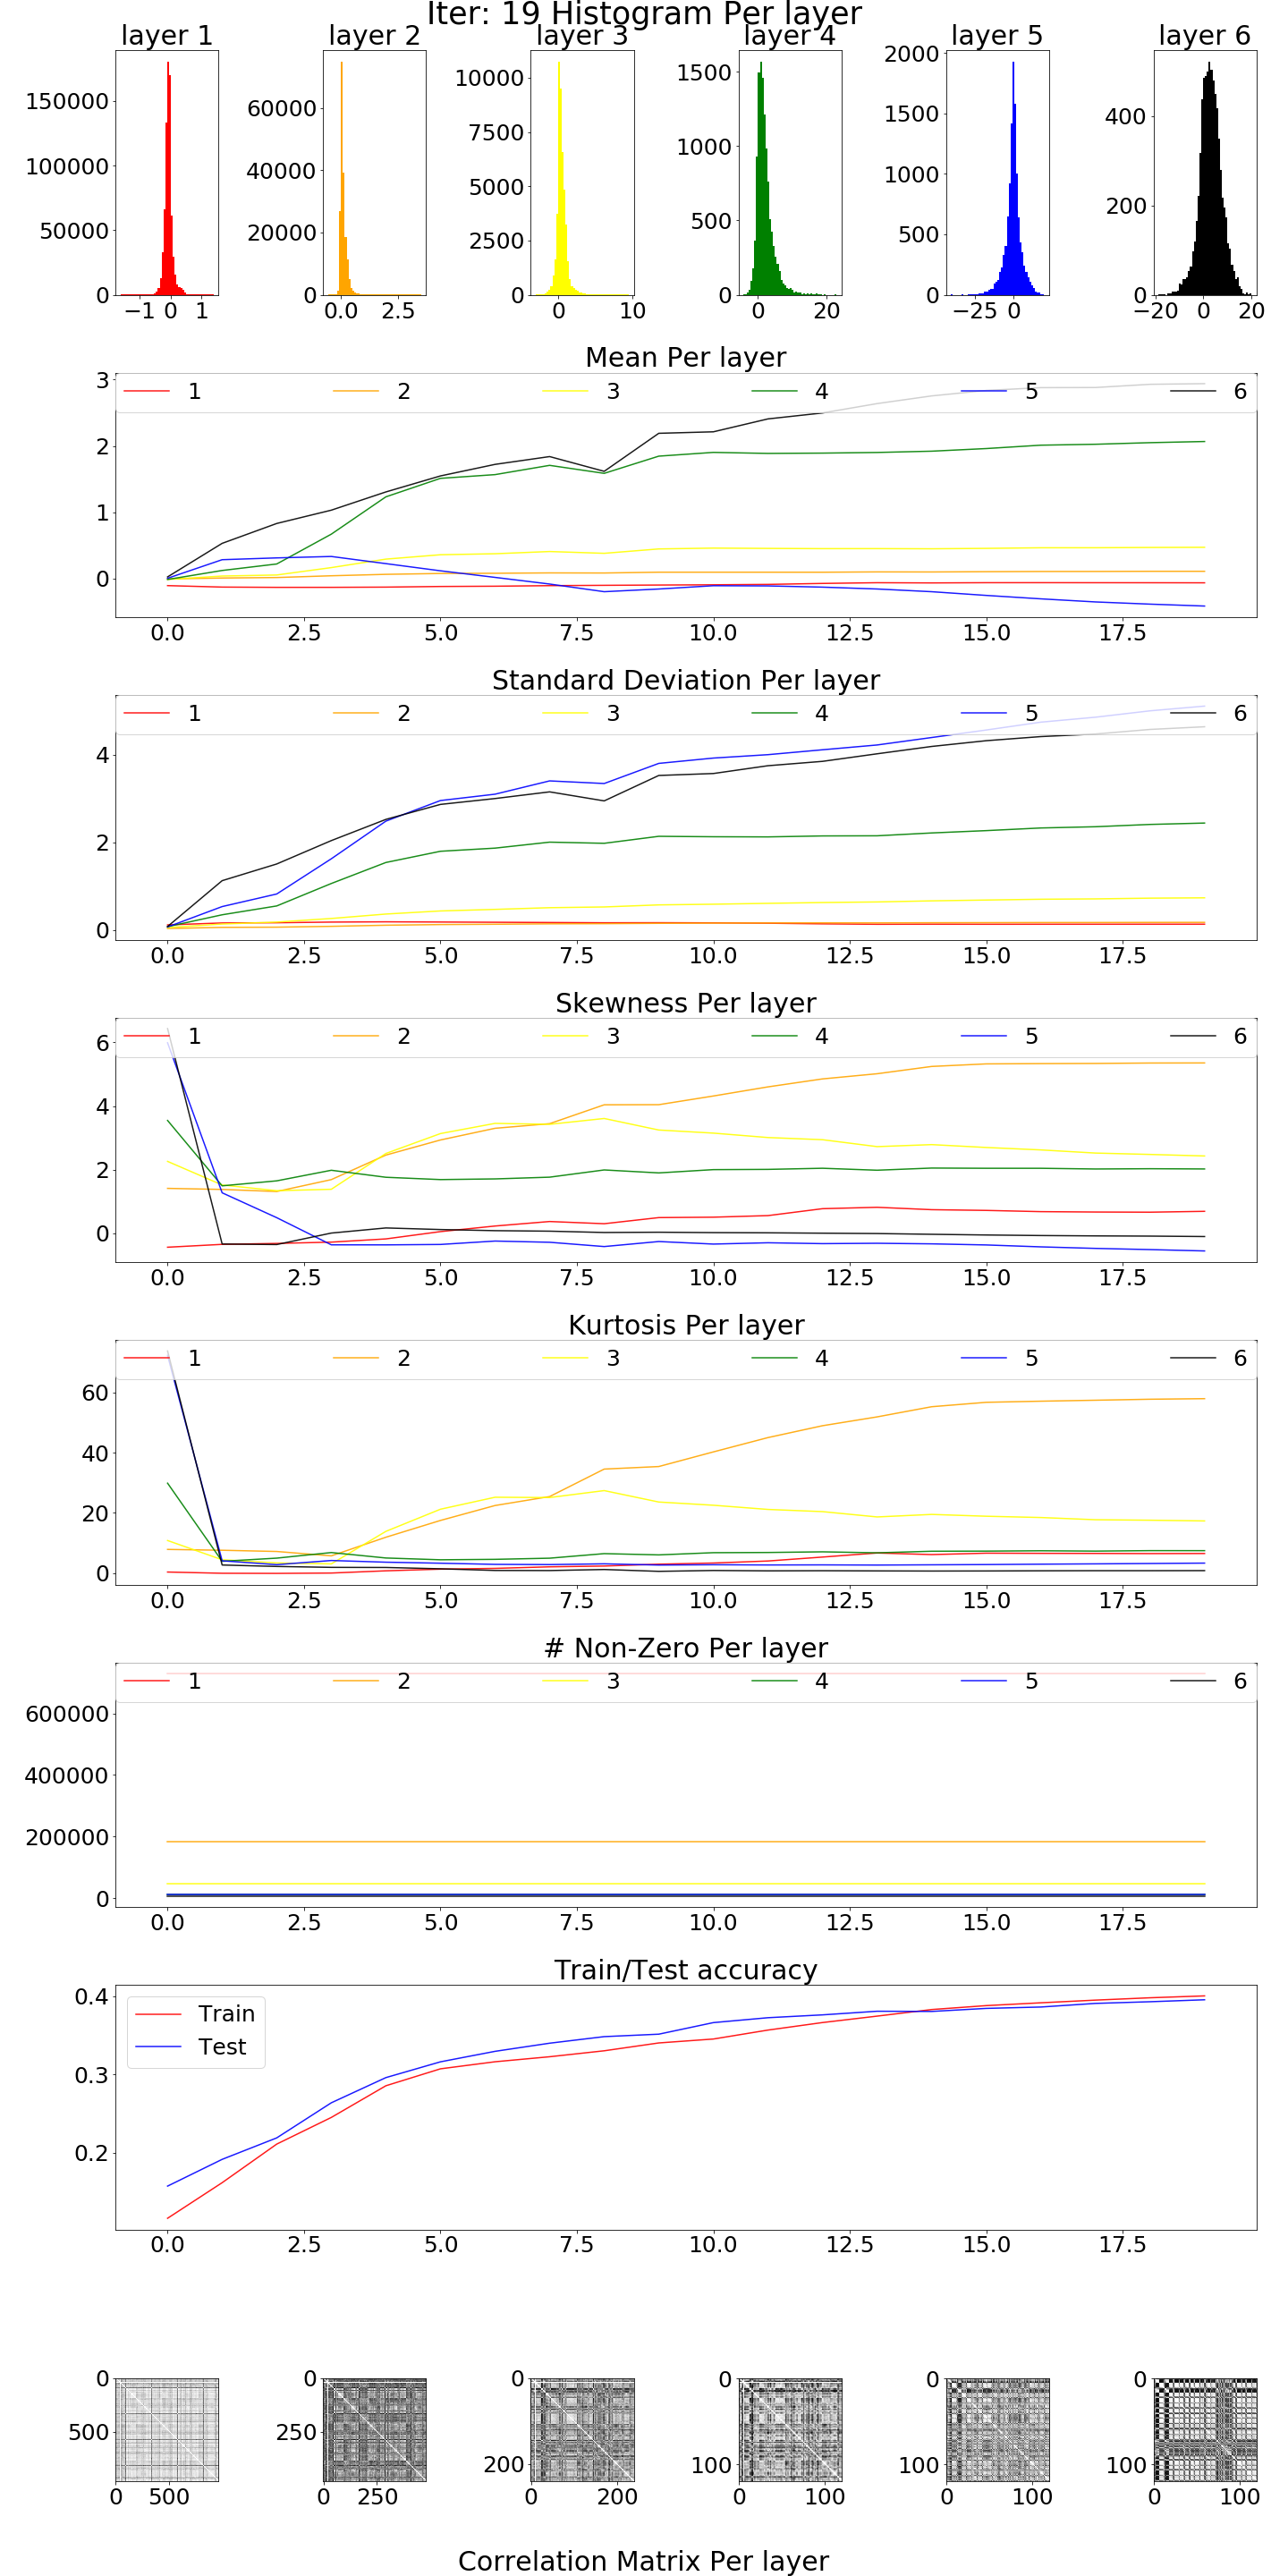 Iter: 19 Histogram Per layer
layer 1 layer 2 layer 3 layer 4 layer 5 layer 6
150000 100000 50000 0
−1 0 1
60000 40000 20000 0
0.0 2.5
10000 7500 5000 2500 0
0 10
1500 1000 500 0
0 20
2000 1500 1000 500 0
−25 0
400 200 0
−20 0 20
Mean Per layer
1 2 3 4 5 6
3 2 1 0
0.0 2.5 5.0 7.5 10.0 12.5 15.0 17.5
Standard Deviation Per layer
1 2 3 4 5 6
4 2 0
0.0 2.5 5.0 7.5 10.0 12.5 15.0 17.5
Skewness Per layer
1 2 3 4 5 6
6 4 2 0
0.0 2.5 5.0 7.5 10.0 12.5 15.0 17.5
Kurtosis Per layer
1 2 3 4 5 6
60 40 20 0
0.0 2.5 5.0 7.5 10.0 12.5 15.0 17.5
# Non-Zero Per layer
1 2 3 4 5 6
600000 400000 200000 0
0.0 2.5 5.0 7.5 10.0 12.5 15.0 17.5
Train/Test accuracy
Train
Test
0.4 0.3 0.2
0.0 2.5 5.0 7.5 10.0 12.5 15.0 17.5
0 500
0 500
0 250
0 250
0 200
0 200
0 100
0 100
0 100
0 100
0 100
0 100
Correlation Matrix Per layer